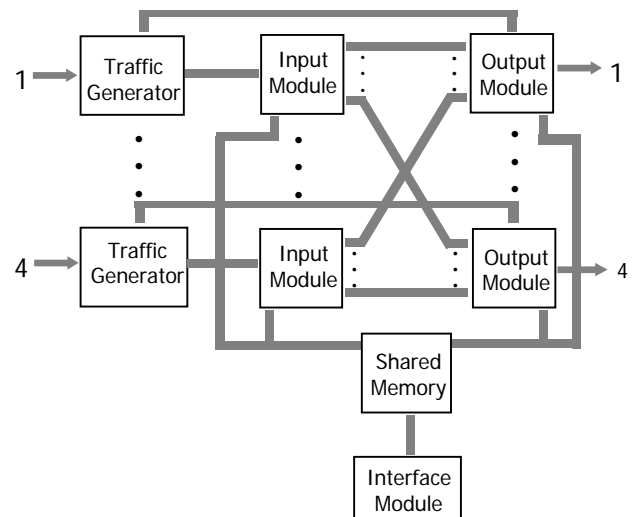 1
Traffic
Generator
Input
Module
Output
Module
1
4
Traffic
Generator
Input
Module
Output
Module
4
Shared
Memory
Interface
Module